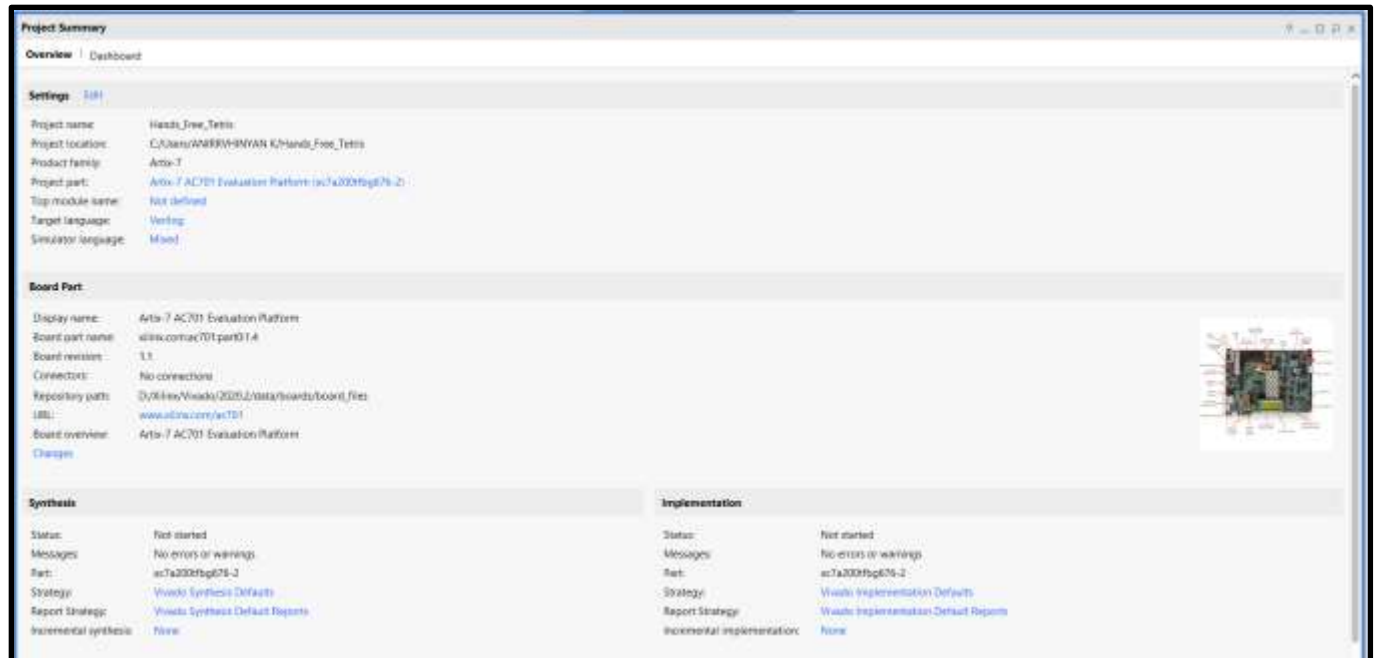 Project Summary
Overview | Dashboard
Settings Edit
Project name: Hands_Free_Tetris
Project location: C:/Users/ANIRRVHINYAN K/Hands_Free_Tetris
Product family: Artix-7
Project part: Artix-7 AC701 Evaluation Platform (xc7a200tfbg676-2)
Top module name: Not defined
Target language: Verilog
Simulator language: Mixed
Board Part
Display name: Artix-7 AC701 Evaluation Platform
Board part name: xilinx.com:ac701:part0:1.4
Board revision: 1.1
Connectors: No connections
Repository path: D:/Xilinx/Vivado/2020.2/data/boards/board_files
URL: www.xilinx.com/ac701
Board overview: Artix-7 AC701 Evaluation Platform
Changes
Synthesis
Status: Not started
Messages: No errors or warnings
Part: xc7a200tfbg676-2
Strategy: Vivado Synthesis Defaults
Report Strategy: Vivado Synthesis Default Reports
Incremental synthesis: None
Implementation
Status: Not started
Messages: No errors or warnings
Part: xc7a200tfbg676-2
Strategy: Vivado Implementation Defaults
Report Strategy: Vivado Implementation Default Reports
Incremental implementation: None